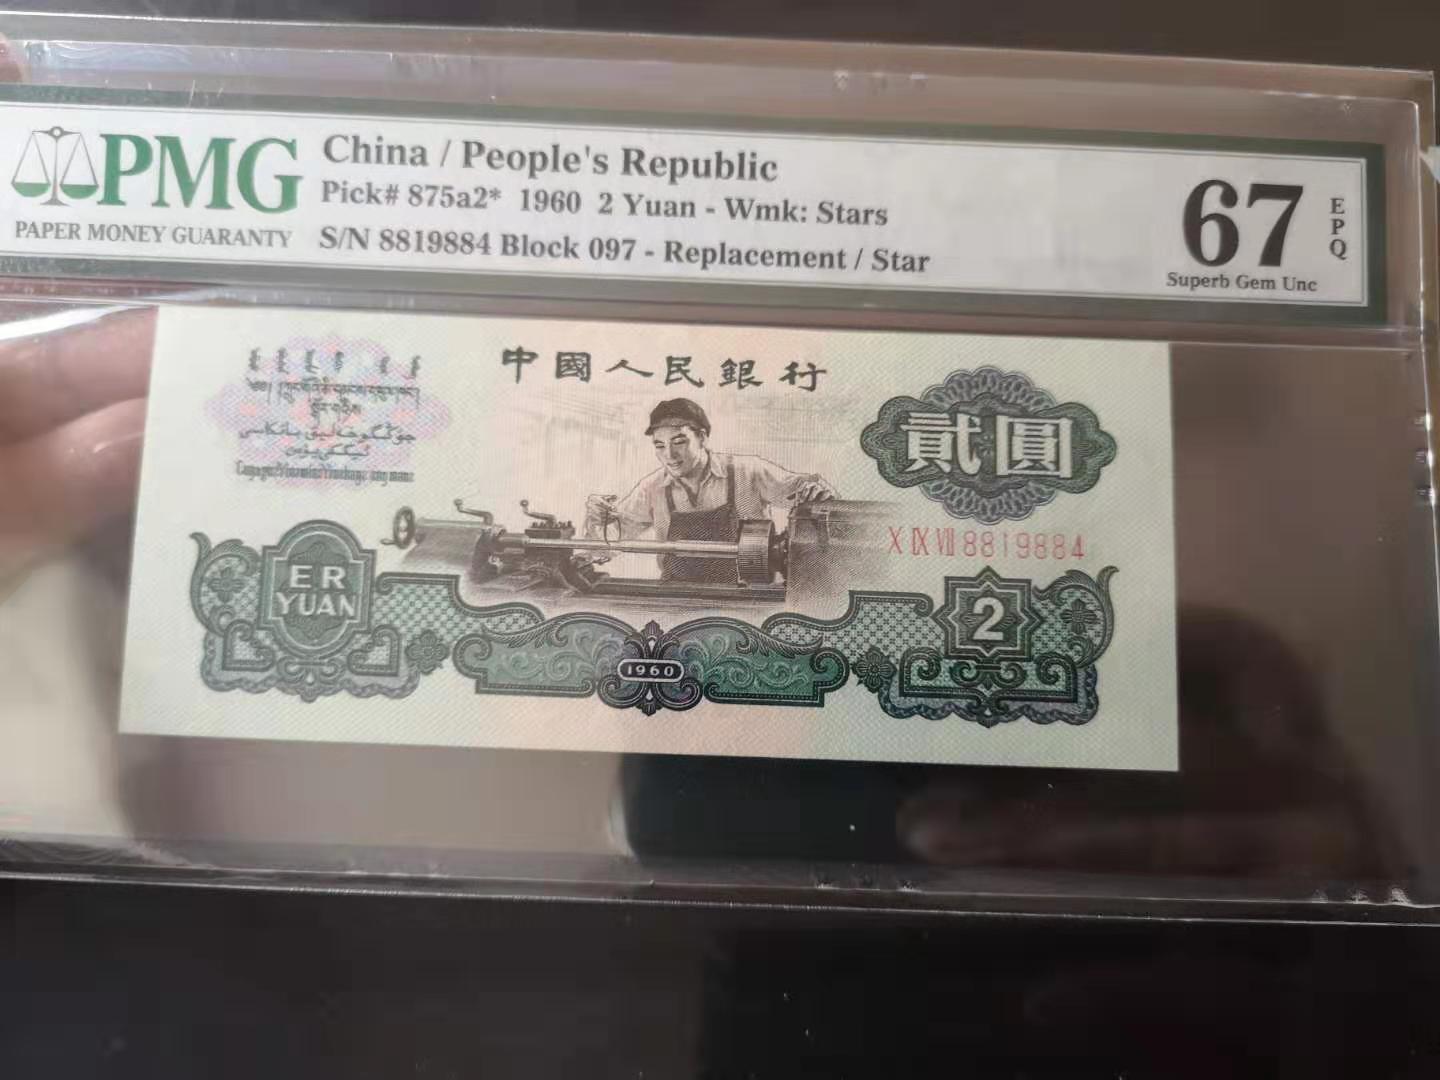 PMG
PAPER MONEY GUARANTY
China / People's Republic
Pick# 875a2* 1960 2 Yuan - Wmk: Stars
S/N 8819884 Block 097 - Replacement / Star
67
EPQ
Superb Gem Unc
中國人民銀行
貳圓
X IX VII 8819884
ER
YUAN
2
1960